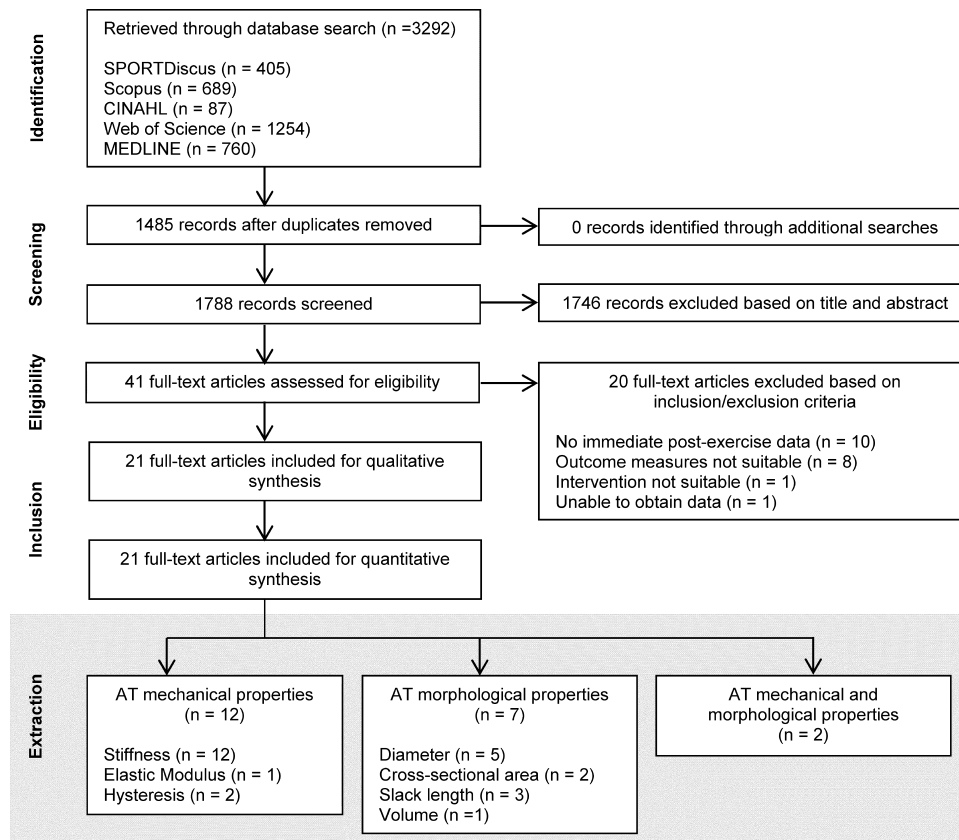 Identification
Retrieved through database search (n =3292)
SPORTDiscus (n = 405)
Scopus (n = 689)
CINAHL (n = 87)
Web of Science (n = 1254)
MEDLINE (n = 760)
Screening
1485 records after duplicates removed
0 records identified through additional searches
1788 records screened
1746 records excluded based on title and abstract
Eligibility
41 full-text articles assessed for eligibility
20 full-text articles excluded based on
inclusion/exclusion criteria
No immediate post-exercise data (n = 10)
Outcome measures not suitable (n = 8)
Intervention not suitable (n = 1)
Unable to obtain data (n = 1)
Inclusion
21 full-text articles included for qualitative
synthesis
21 full-text articles included for quantitative
synthesis
Extraction
AT mechanical properties
(n = 12)
Stiffness (n = 12)
Elastic Modulus (n = 1)
Hysteresis (n = 2)
AT morphological properties
(n = 7)
Diameter (n = 5)
Cross-sectional area (n = 2)
Slack length (n = 3)
Volume (n =1)
AT mechanical and
morphological properties
(n = 2)